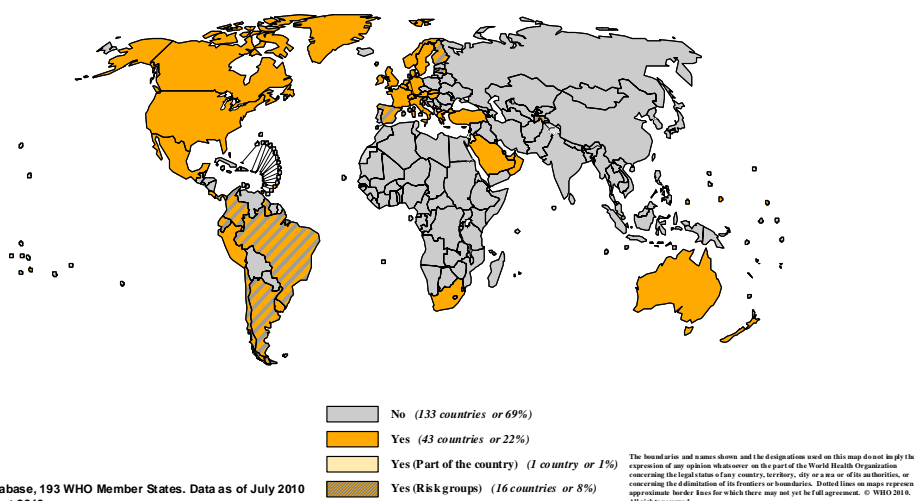 No (133 countries or 69%)
Yes (43 countries or 22%)
Yes (Part of the country) (1 country or 1%)
Yes (Risk groups) (16 countries or 8%)
abase, 193 WHO Member States. Data as of July 2010
The boundaries and names shown and the designations used on this map do not imply the
expression of any opinion whatsoever on the part of the World Health Organization
concerning the legal status of any country, territory, city or area or of its authorities, or
concerning the delimitation of its frontiers or boundaries. Dotted lines on maps represen
approximate border lines for which there may not yet be full agreement. © WHO 2010.